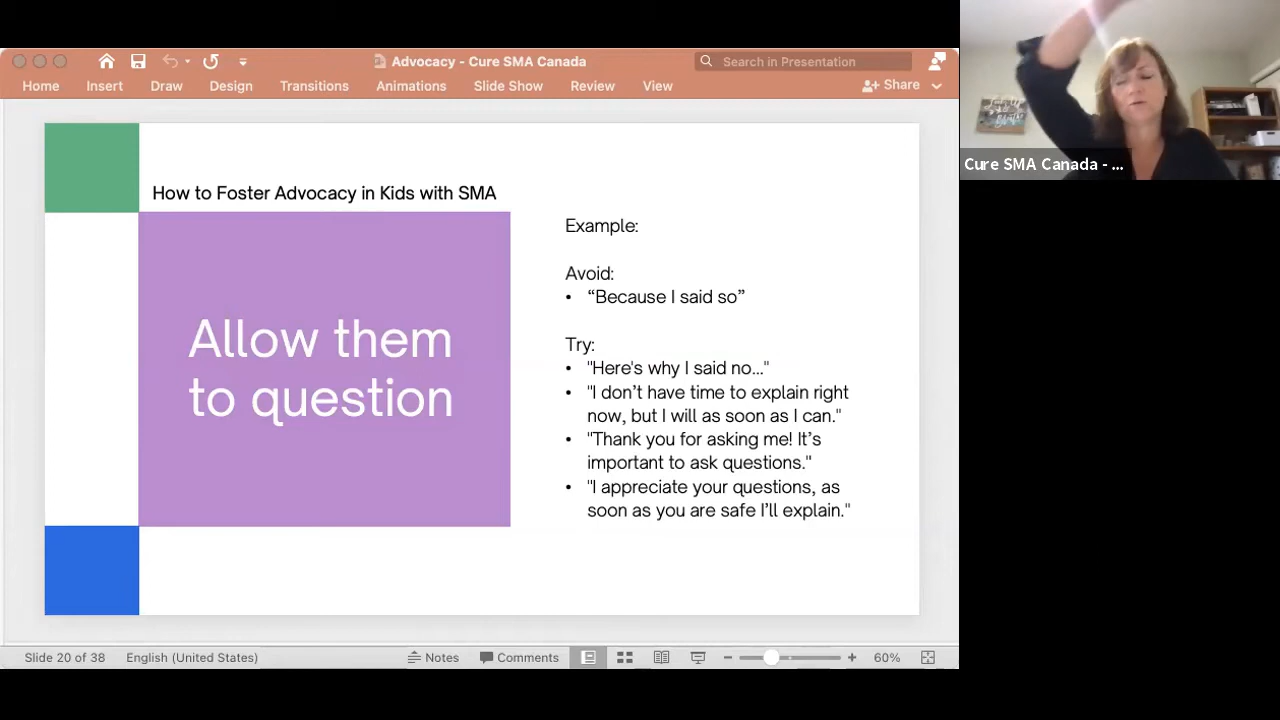 Advocacy - Cure SMA Canada
Search in Presentation
Home Insert Draw Design Transitions Animations Slide Show Review View Share
Cure SMA Canada - ...
How to Foster Advocacy in Kids with SMA
Allow them
to question
Example:
Avoid:
• “Because I said so”
Try:
• "Here's why I said no..."
• "I don’t have time to explain right
now, but I will as soon as I can."
• "Thank you for asking me! It’s
important to ask questions."
• "I appreciate your questions, as
soon as you are safe I’ll explain."
Slide 20 of 38 English (United States) Notes Comments 60%